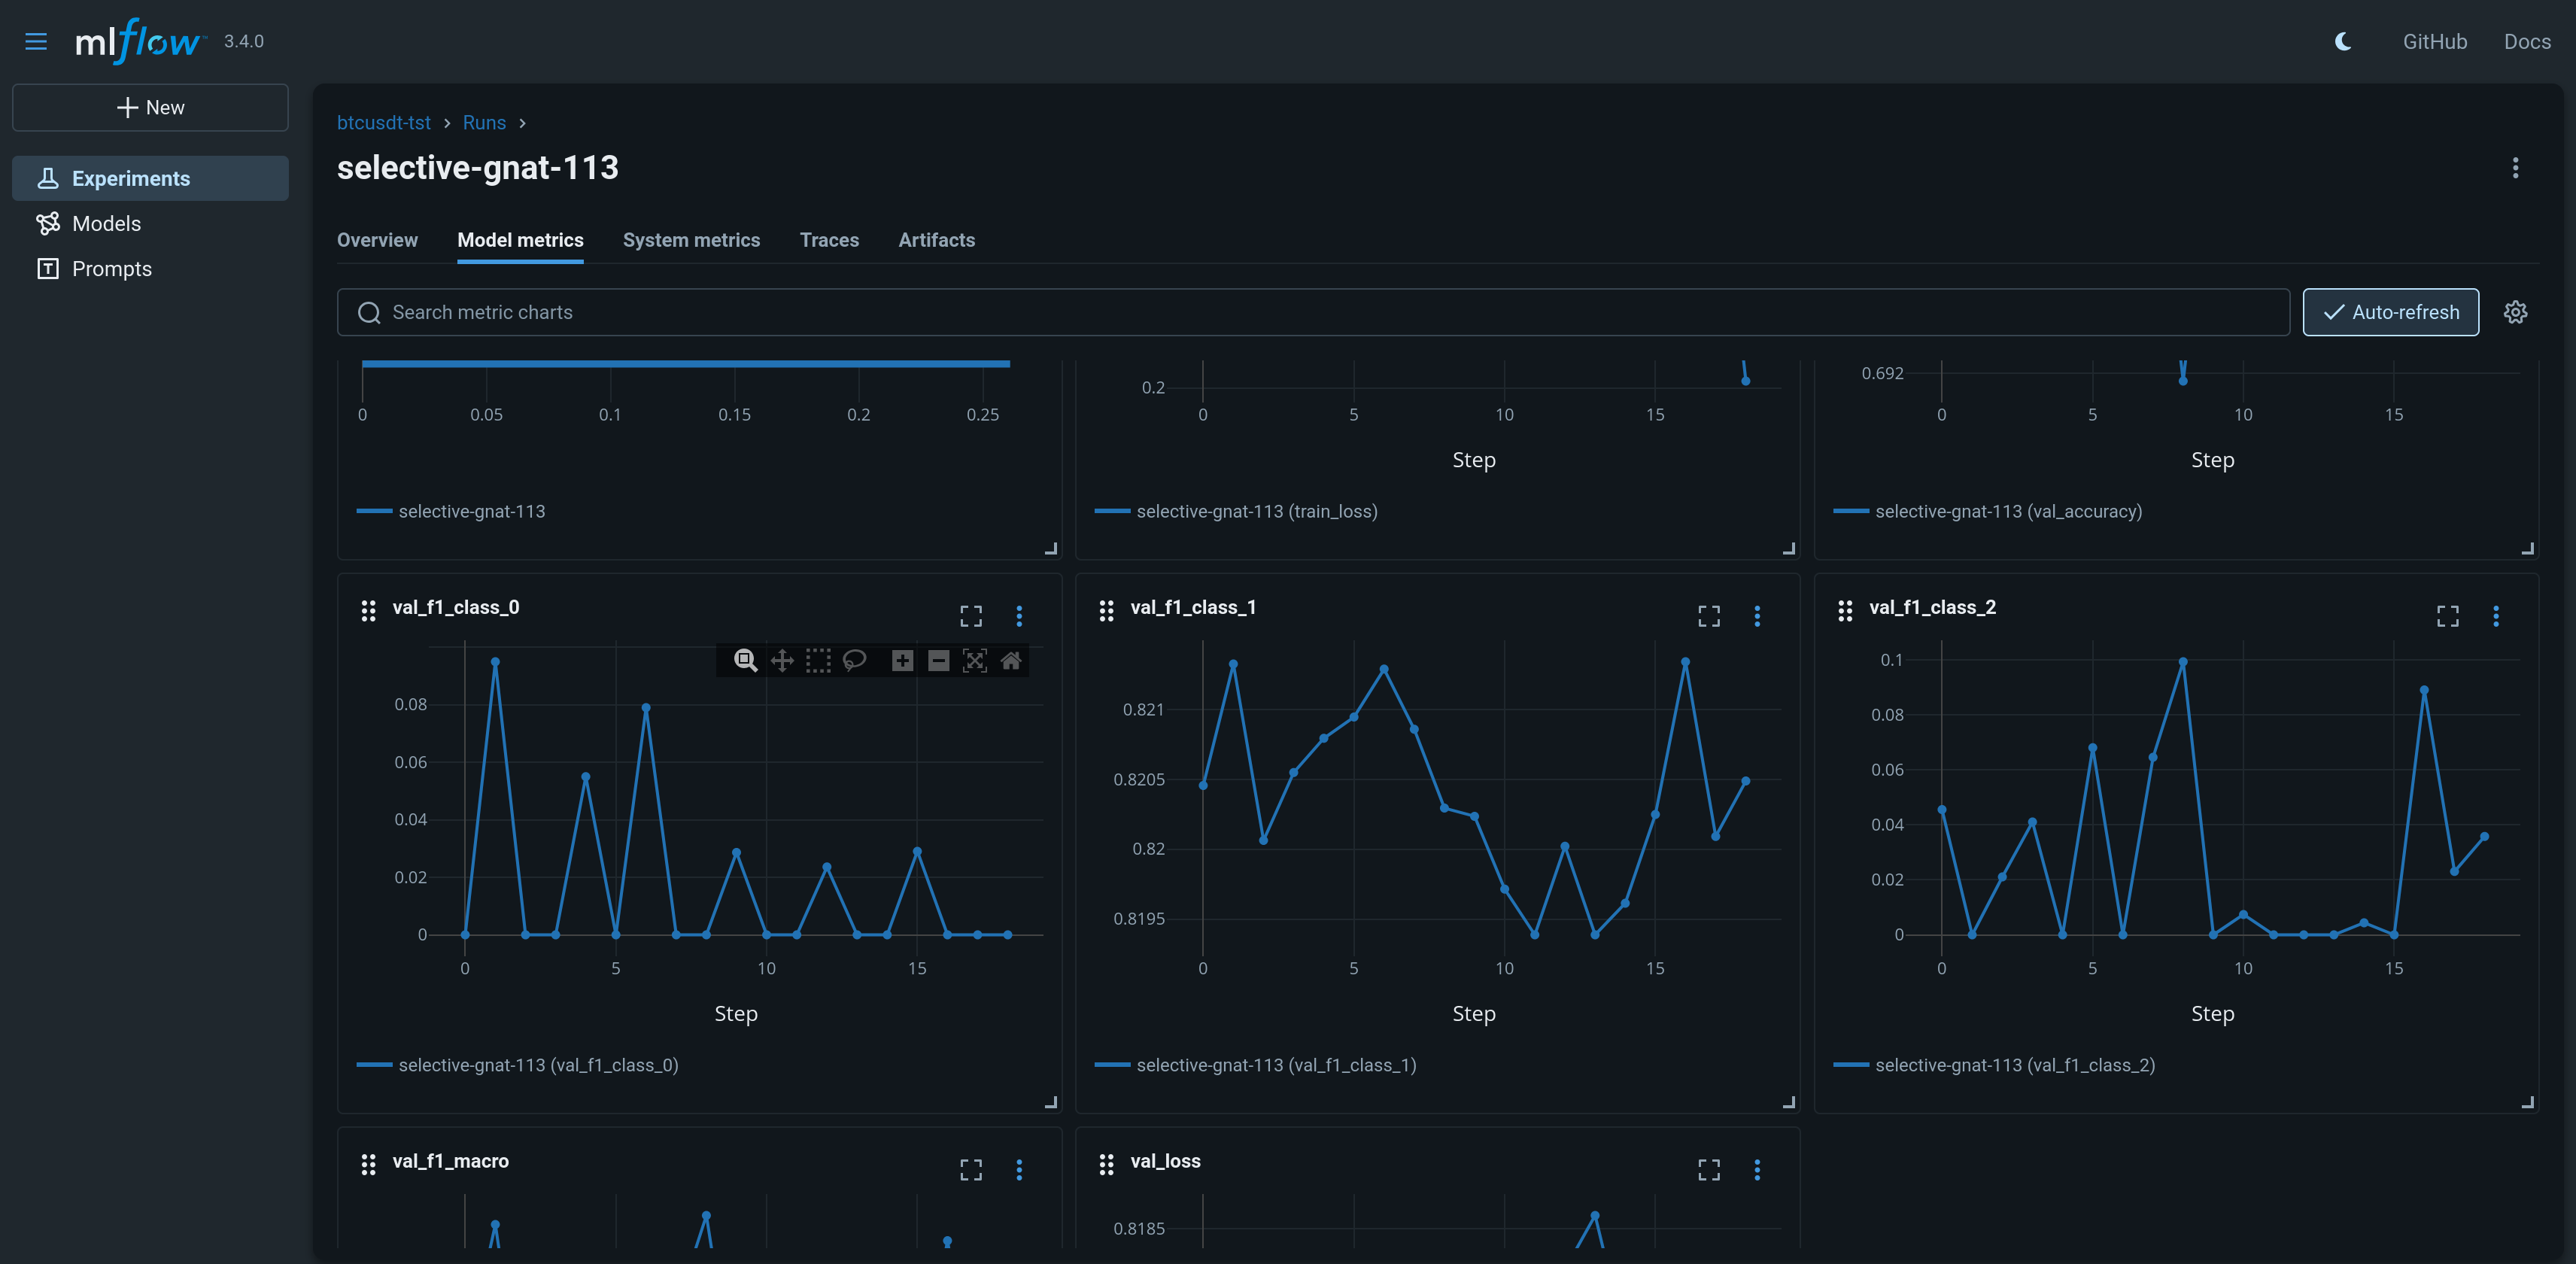 mlflow 3.4.0
GitHub Docs
New
Experiments
Models
Prompts
btcusdt-tst > Runs >
selective-gnat-113
Overview Model metrics System metrics Traces Artifacts
Search metric charts
Auto-refresh
0 0.05 0.1 0.15 0.2 0.25
selective-gnat-113
0.2
0 5 10 15
Step
selective-gnat-113 (train_loss)
0.692
0 5 10 15
Step
selective-gnat-113 (val_accuracy)
val_f1_class_0
0.08
0.06
0.04
0.02
0
0 5 10 15
Step
selective-gnat-113 (val_f1_class_0)
val_f1_class_1
0.821
0.8205
0.82
0.8195
0 5 10 15
Step
selective-gnat-113 (val_f1_class_1)
val_f1_class_2
0.1
0.08
0.06
0.04
0.02
0
0 5 10 15
Step
selective-gnat-113 (val_f1_class_2)
val_f1_macro
val_loss
0.8185